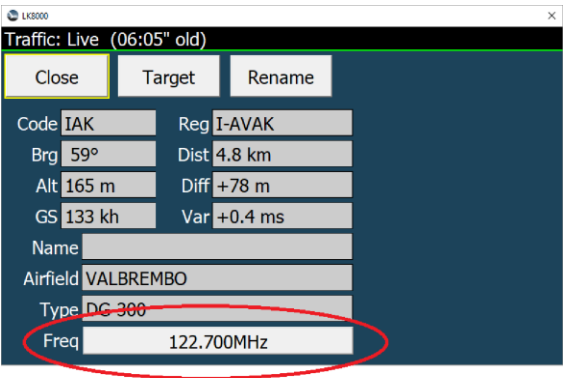 LK8000
Traffic: Live (06:05" old)
Close Target Rename
Code IAK Reg I-AVAK
Brg 59° Dist 4.8 km
Alt 165 m Diff +78 m
GS 133 kh Var +0.4 ms
Name
Airfield VALBREMBO
Type DG-300
Freq 122.700MHz